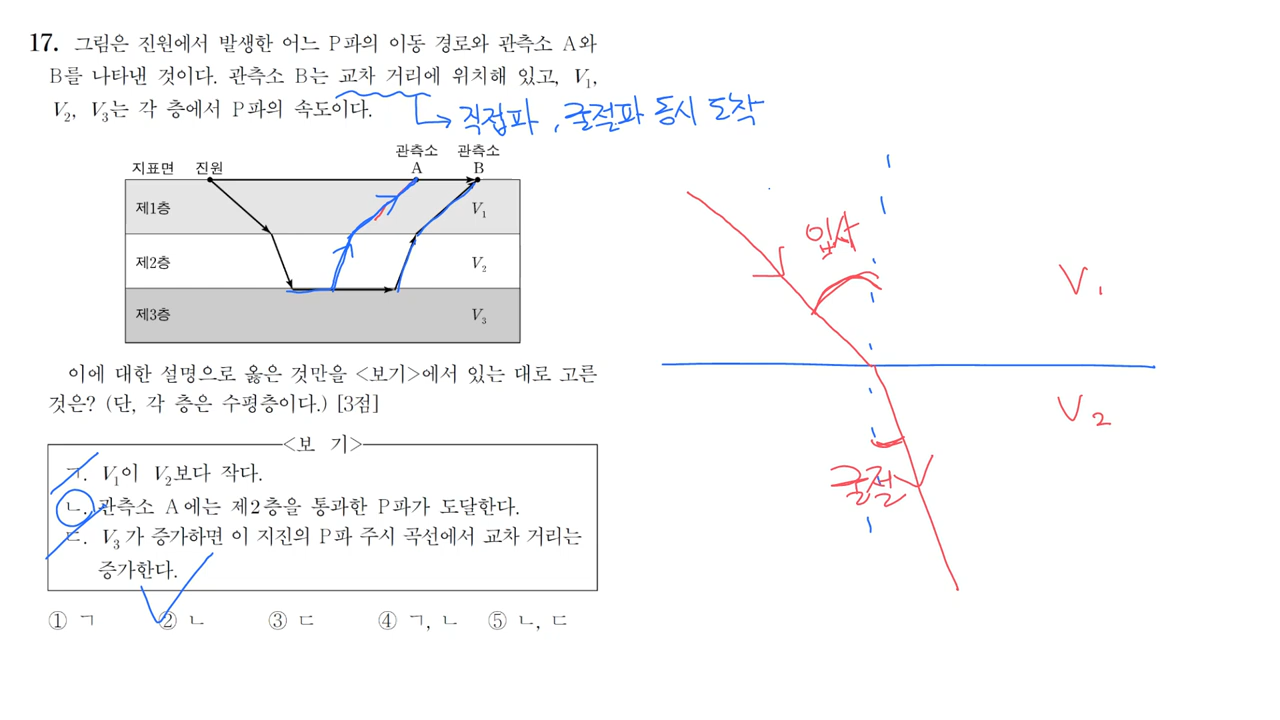 17. 그림은 진원에서 발생한 어느 P파의 이동 경로와 관측소 A와
B를 나타낸 것이다. 관측소 B는 교차 거리에 위치해 있고, V₁,
V₂, V₃는 각 층에서 P파의 속도이다.
→ 직접파, 굴절파 동시 도착
관측소 관측소
지표면 진원 A B
제1층 V₁
제2층 V₂
제3층 V₃
입사
V₁
V₂
굴절
이에 대한 설명으로 옳은 것만을 <보기>에서 있는 대로 고른
것은? (단, 각 층은 수평층이다.) [3점]
<보 기>
ㄱ. V₁이 V₂보다 작다.
ㄴ. 관측소 A에는 제2층을 통과한 P파가 도달한다.
ㄷ. V₃가 증가하면 이 지진의 P파 주시 곡선에서 교차 거리는
증가한다.
① ㄱ ② ㄴ ③ ㄷ ④ ㄱ, ㄴ ⑤ ㄴ, ㄷ